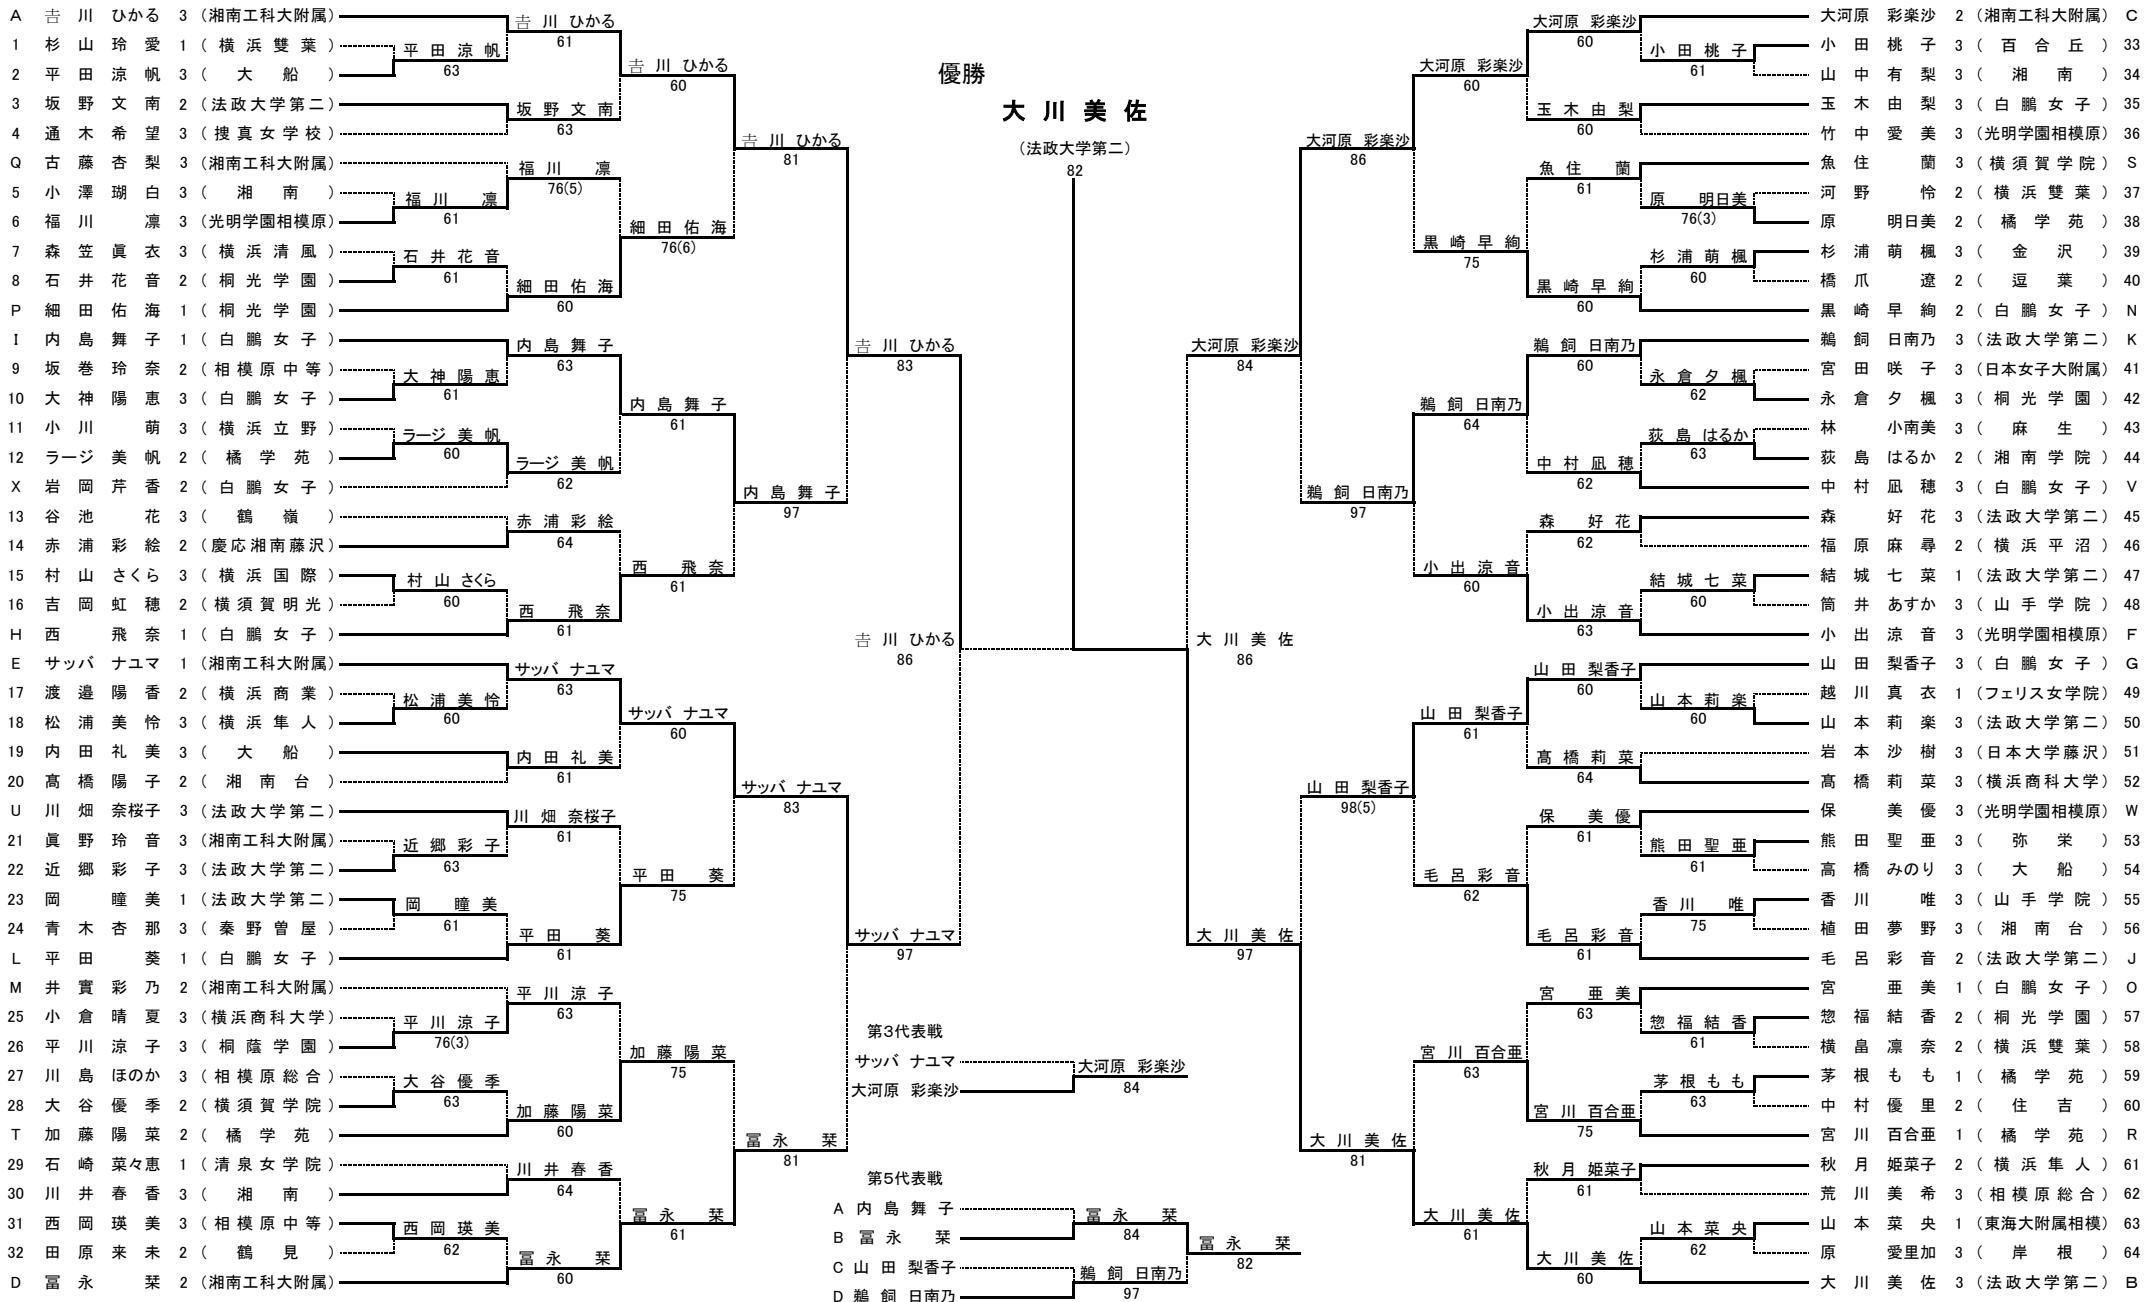 優勝
大 川 美 佐
(法政大学第二)
82
A 𠮷 川 ひかる 3 (湘南工科大附属)
1 杉 山 玲 愛 1 ( 横 浜 雙 葉 )
2 平 田 涼 帆 3 ( 大 船 )
3 坂 野 文 南 2 (法政大学第二)
4 通 木 希 望 3 (捜真女学校)
Q 古 藤 杏 梨 3 (湘南工科大附属)
5 小 澤 瑚 白 3 ( 湘 南 )
6 福 川 凛 3 (光明学園相模原)
7 森 笠 眞 衣 3 ( 横 浜 清 風 )
8 石 井 花 音 2 ( 桐 光 学 園 )
P 細 田 佑 海 1 ( 桐 光 学 園 )
I 内 島 舞 子 1 ( 白 鵬 女 子 )
9 坂 巻 玲 奈 2 (相模原中等)
10 大 神 陽 恵 3 ( 白 鵬 女 子 )
11 小 川 萌 3 ( 横 浜 立 野 )
12 ラージ 美 帆 2 ( 橘 学 苑 )
X 岩 岡 芹 香 2 ( 白 鵬 女 子 )
13 谷 池 花 3 ( 鶴 嶺 )
14 赤 浦 彩 絵 2 (慶応湘南藤沢)
15 村 山 さくら 3 ( 横 浜 国 際 )
16 吉 岡 虹 穂 2 (横須賀明光)
H 西 飛 奈 1 ( 白 鵬 女 子 )
E サッバ ナユマ 1 (湘南工科大附属)
17 渡 邉 陽 香 2 ( 横 浜 商 業 )
18 松 浦 美 怜 3 ( 横 浜 隼 人 )
19 内 田 礼 美 3 ( 大 船 )
20 髙 橋 陽 子 2 ( 湘 南 台 )
U 川 畑 奈桜子 3 (法政大学第二)
21 眞 野 玲 音 3 (湘南工科大附属)
22 近 郷 彩 子 3 (法政大学第二)
23 岡 瞳 美 1 (法政大学第二)
24 青 木 杏 那 3 ( 秦 野 曽 屋 )
L 平 田 葵 1 ( 白 鵬 女 子 )
M 井 實 彩 乃 2 (湘南工科大附属)
25 小 倉 晴 夏 3 (横浜商科大学)
26 平 川 涼 子 3 ( 桐 蔭 学 園 )
27 川 島 ほのか 3 (相模原総合)
28 大 谷 優 季 2 (横須賀学院)
T 加 藤 陽 菜 2 ( 橘 学 苑 )
29 石 崎 菜々恵 1 (清泉女学院)
30 川 井 春 香 3 ( 湘 南 )
31 西 岡 瑛 美 3 (相模原中等)
32 田 原 来 未 2 ( 鶴 見 )
D 冨 永 栞 2 (湘南工科大附属)
平 田 涼 帆
63
福 川 凛
61
石 井 花 音
61
大 神 陽 恵
61
ラージ 美 帆
60
村 山 さくら
60
松 浦 美 怜
60
近 郷 彩 子
63
岡 瞳 美
61
平 川 涼 子
76(3)
大 谷 優 季
63
西 岡 瑛 美
62
𠮷 川 ひかる
61
坂 野 文 南
63
福 川 凛
76(5)
細 田 佑 海
60
内 島 舞 子
63
ラージ 美 帆
62
赤 浦 彩 絵
64
西 飛 奈
61
サッバ ナユマ
63
内 田 礼 美
61
川 畑 奈桜子
61
平 田 葵
61
平 川 涼 子
63
加 藤 陽 菜
60
川 井 春 香
64
冨 永 栞
60
𠮷 川 ひかる
60
細 田 佑 海
76(6)
内 島 舞 子
61
西 飛 奈
61
サッバ ナユマ
60
平 田 葵
75
加 藤 陽 菜
75
冨 永 栞
61
𠮷 川 ひかる
81
内 島 舞 子
97
サッバ ナユマ
83
冨 永 栞
81
𠮷 川 ひかる
83
サッバ ナユマ
97
𠮷 川 ひかる
86
大 川 美 佐
86
大河原 彩楽沙
84
大 川 美 佐
97
大河原 彩楽沙
86
鵜 飼 日南乃
97
山 田 梨香子
98(5)
大 川 美 佐
81
大河原 彩楽沙
60
黒 崎 早 絢
75
鵜 飼 日南乃
64
小 出 涼 音
60
山 田 梨香子
61
毛 呂 彩 音
62
宮 川 百合亜
63
大 川 美 佐
61
大河原 彩楽沙
60
玉 木 由 梨
60
魚 住 蘭
61
黒 崎 早 絢
60
鵜 飼 日南乃
60
中 村 凪 穂
62
森 好 花
62
小 出 涼 音
63
山 田 梨香子
60
髙 橋 莉 菜
64
保 美 優
61
毛 呂 彩 音
61
宮 亜 美
63
宮 川 百合亜
75
秋 月 姫菜子
61
大 川 美 佐
60
小 田 桃 子
61
原 明日美
76(3)
杉 浦 萌 楓
60
永 倉 夕 楓
62
荻 島 はるか
63
結 城 七 菜
60
山 本 莉 楽
60
熊 田 聖 亜
61
香 川 唯
75
惣 福 結 香
61
茅 根 も も
63
山 本 菜 央
62
大河原 彩楽沙 2 (湘南工科大附属) C
小 田 桃 子 3 ( 百 合 丘 ) 33
山 中 有 梨 3 ( 湘 南 ) 34
玉 木 由 梨 3 ( 白 鵬 女 子 ) 35
竹 中 愛 美 3 (光明学園相模原) 36
魚 住 蘭 3 (横須賀学院) S
河 野 怜 2 ( 横 浜 雙 葉 ) 37
原 明日美 2 ( 橘 学 苑 ) 38
杉 浦 萌 楓 3 ( 金 沢 ) 39
橋 爪 遼 2 ( 逗 葉 ) 40
黒 崎 早 絢 2 ( 白 鵬 女 子 ) N
鵜 飼 日南乃 3 (法政大学第二) K
宮 田 咲 子 3 (日本女子大附属) 41
永 倉 夕 楓 3 ( 桐 光 学 園 ) 42
林 小南美 3 ( 麻 生 ) 43
荻 島 はるか 2 ( 湘 南 学 院 ) 44
中 村 凪 穂 3 ( 白 鵬 女 子 ) V
森 好 花 3 (法政大学第二) 45
福 原 麻 尋 2 ( 横 浜 平 沼 ) 46
結 城 七 菜 1 (法政大学第二) 47
筒 井 あすか 3 ( 山 手 学 院 ) 48
小 出 涼 音 3 (光明学園相模原) F
山 田 梨香子 3 ( 白 鵬 女 子 ) G
越 川 真 衣 1 (フェリス女学院) 49
山 本 莉 楽 3 (法政大学第二) 50
岩 本 沙 樹 3 (日本大学藤沢) 51
髙 橋 莉 菜 3 (横浜商科大学) 52
保 美 優 3 (光明学園相模原) W
熊 田 聖 亜 3 ( 弥 栄 ) 53
高 橋 みのり 3 ( 大 船 ) 54
香 川 唯 3 ( 山 手 学 院 ) 55
植 田 夢 野 3 ( 湘 南 台 ) 56
毛 呂 彩 音 2 (法政大学第二) J
宮 亜 美 1 ( 白 鵬 女 子 ) O
惣 福 結 香 2 ( 桐 光 学 園 ) 57
横 畠 凛 奈 2 ( 横 浜 雙 葉 ) 58
茅 根 も も 1 ( 橘 学 苑 ) 59
中 村 優 里 2 ( 住 吉 ) 60
宮 川 百合亜 1 ( 橘 学 苑 ) R
秋 月 姫菜子 2 ( 横 浜 隼 人 ) 61
荒 川 美 希 3 (相模原総合) 62
山 本 菜 央 1 (東海大附属相模) 63
原 愛里加 3 ( 岸 根 ) 64
大 川 美 佐 3 (法政大学第二) B
第3代表戦
サッバ ナユマ
大河原 彩楽沙
大河原 彩楽沙
84
第5代表戦
A 内 島 舞 子
B 冨 永 栞
C 山 田 梨香子
D 鵜 飼 日南乃
冨 永 栞
84
鵜 飼 日南乃
97
冨 永 栞
82